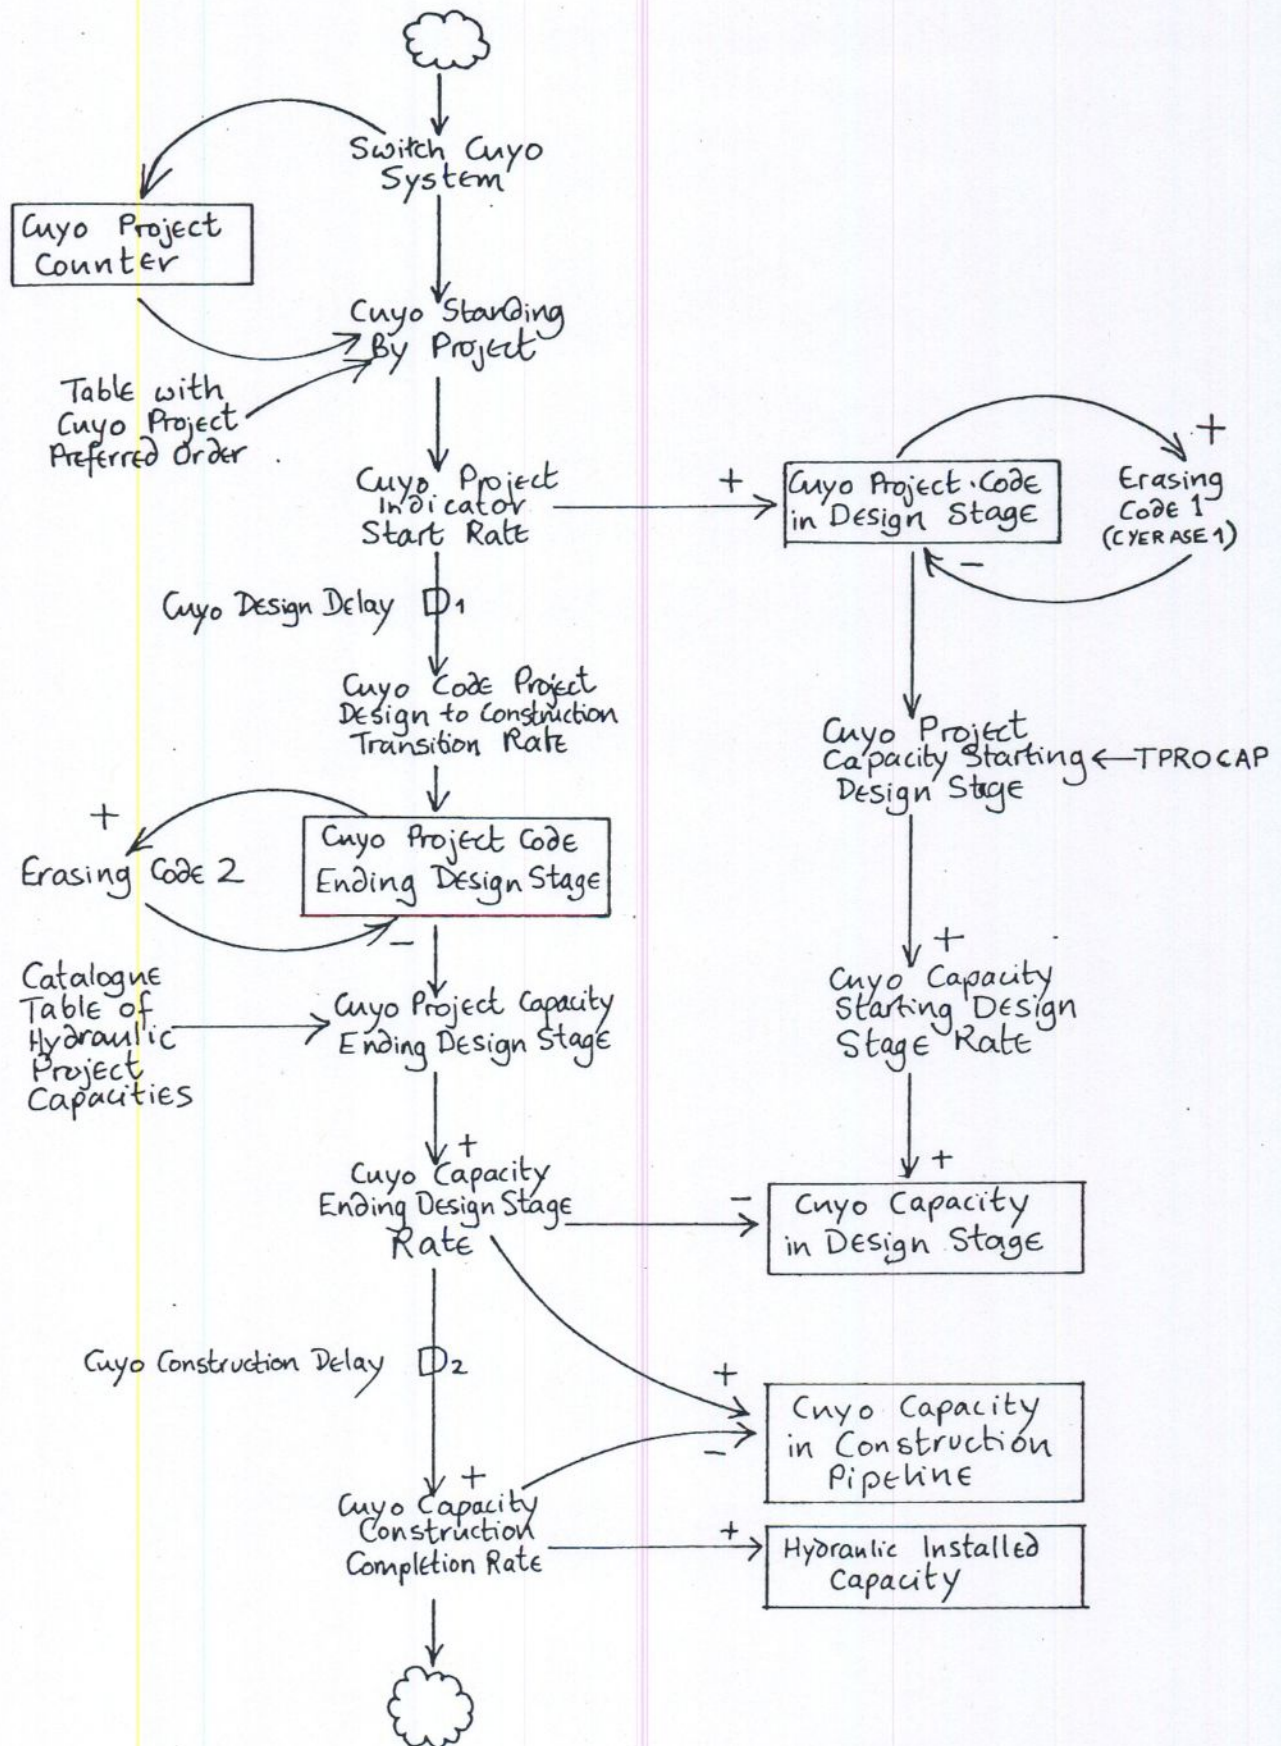 Switch Cuyo
System
Cuyo Project
Counter
Cuyo Standing
By Project
Table with
Cuyo Project
Preferred Order
Cuyo Project
Indicator
Start Rate
+
Cuyo Project Code
in Design Stage
+
Erasing
Code 1
(CYERASE1)
-
Cuyo Design Delay D1
Cuyo Code Project
Design to Construction
Transition Rate
Cuyo Project
Capacity Starting
Design Stage
TPROCAP
+
Erasing Code 2
Cuyo Project Code
Ending Design Stage
-
Catalogue
Table of
Hydraulic
Project
Capacities
Cuyo Project Capacity
Ending Design Stage
+
Cuyo Capacity
Starting Design
Stage Rate
+
Cuyo Capacity
Ending Design Stage
Rate
-
+
Cuyo Capacity
in Design Stage
Cuyo Construction Delay D2
+
-
Cuyo Capacity
in Construction
Pipeline
+
Cuyo Capacity
Construction
Completion Rate
+
Hydraulic Installed
Capacity